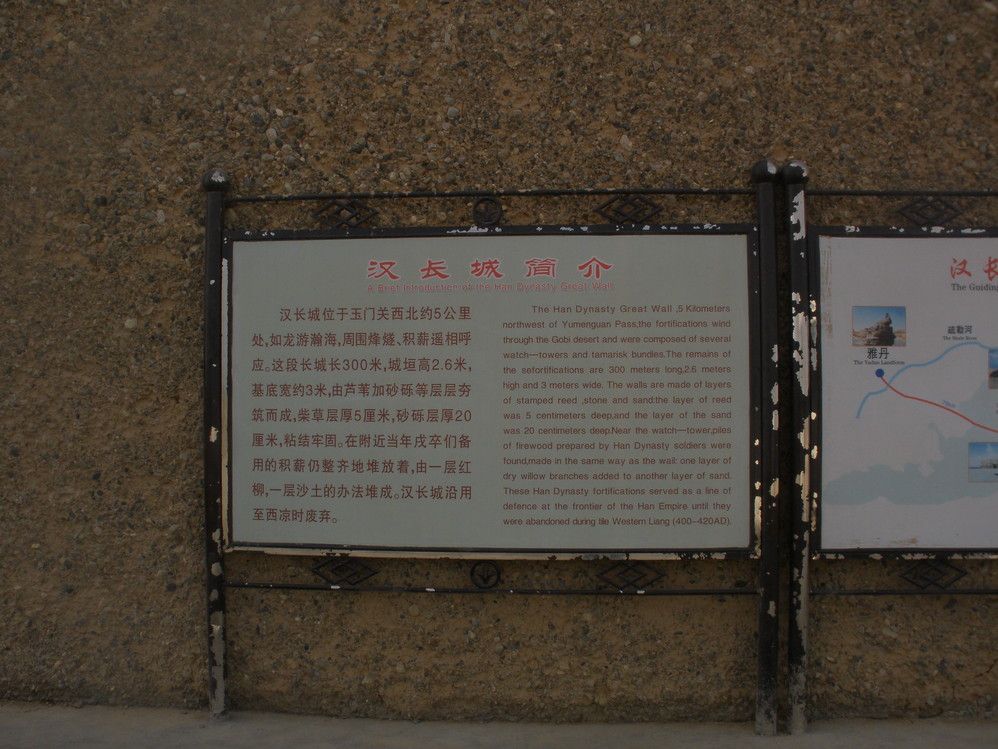 汉长城简介
A Brief Introduction of the Han Dynasty Great Wall
汉长城位于玉门关西北约5公里
处,如龙游瀚海,周围烽燧、积薪遥相呼
应。这段长城长300米,城垣高2.6米,
基底宽约3米,由芦苇加砂砾等层层夯
筑而成,柴草层厚5厘米,砂砾层厚20
厘米,粘结牢固。在附近当年戍卒们备
用的积薪仍整齐地堆放着,由一层红
柳,一层沙土的办法堆成。汉长城沿用
至西凉时废弃。
The Han Dynasty Great Wall .5 Kilometers
northwest of Yumenguan Pass,the fortifications wind
through the Gobi desert and were composed of several
watch—towers and tamarisk bundles.The remains of
the sefortifications are 300 meters long,2.6 meters
high and 3 meters wide. The walls are made of layers
of stamped reed ,stone and sand:the layer of reed
was 5 centimeters deep,and the layer of the sand
was 20 centimeters deep.Near the watch—tower,piles
of firewood prepared by Han Dynasty soldiers were
found,made in the same way as the wall: one layer of
dry willow branches added to another layer of sand.
These Han Dynasty fortifications served as a line of
defence at the frontier of the Han Empire until they
were abandoned during tile Western Liang (400–420AD).
汉长
The Guiding
疏勒河
雅丹
The Yadan Landform